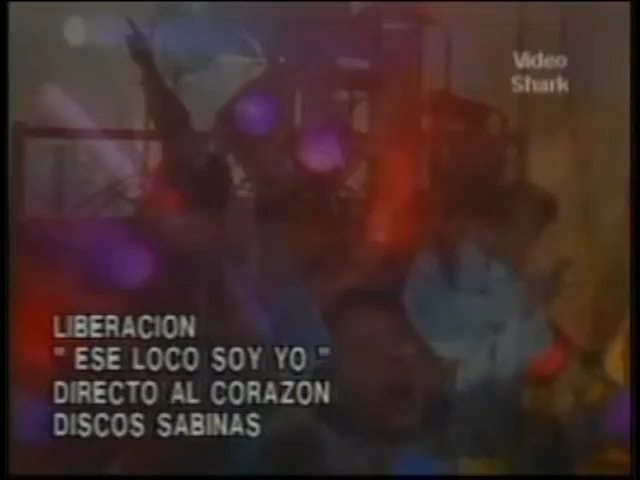 Video
Shark
LIBERACION
" ESE LOCO SOY YO "
DIRECTO AL CORAZON
DISCOS SABINAS